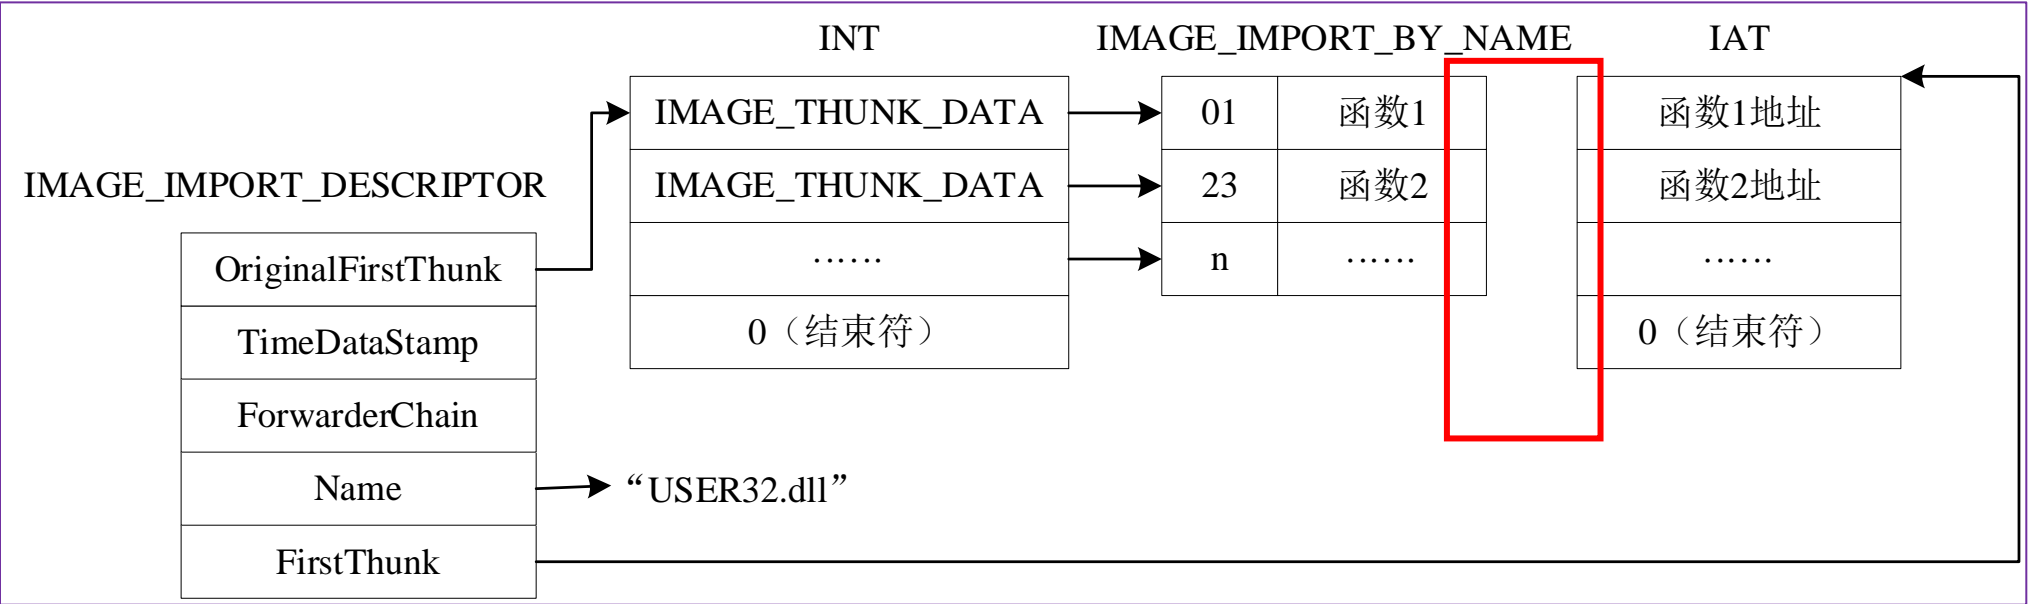 INT IMAGE_IMPORT_BY_NAME IAT
IMAGE_THUNK_DATA 01 函数1 函数1地址
IMAGE_IMPORT_DESCRIPTOR IMAGE_THUNK_DATA 23 函数2 函数2地址
OriginalFirstThunk …… n …… ……
TimeDataStamp 0（结束符） 0（结束符）
ForwarderChain
Name “USER32.dll”
FirstThunk